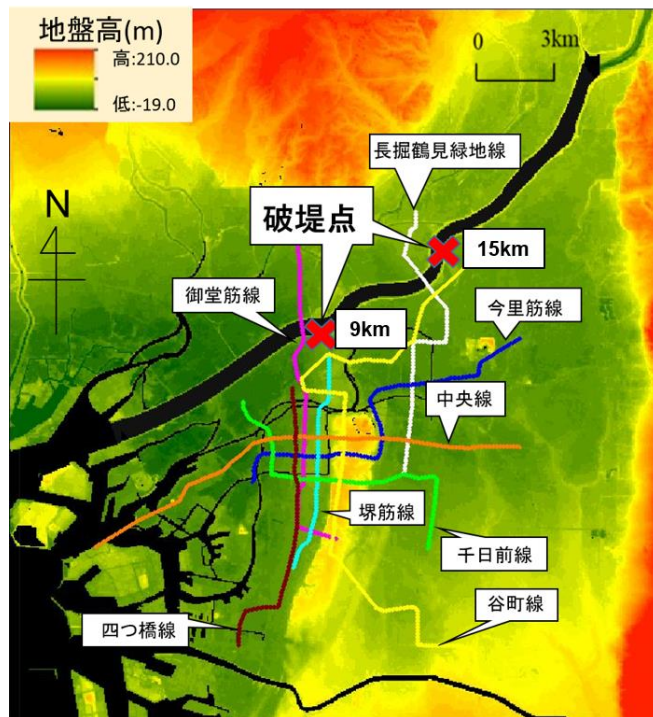 地盤高(m)
高:210.0
低:-19.0
0 3km
長掘鶴見緑地線
N
破堤点
15km
御堂筋線
9km
今里筋線
中央線
堺筋線
千日前線
谷町線
四つ橋線